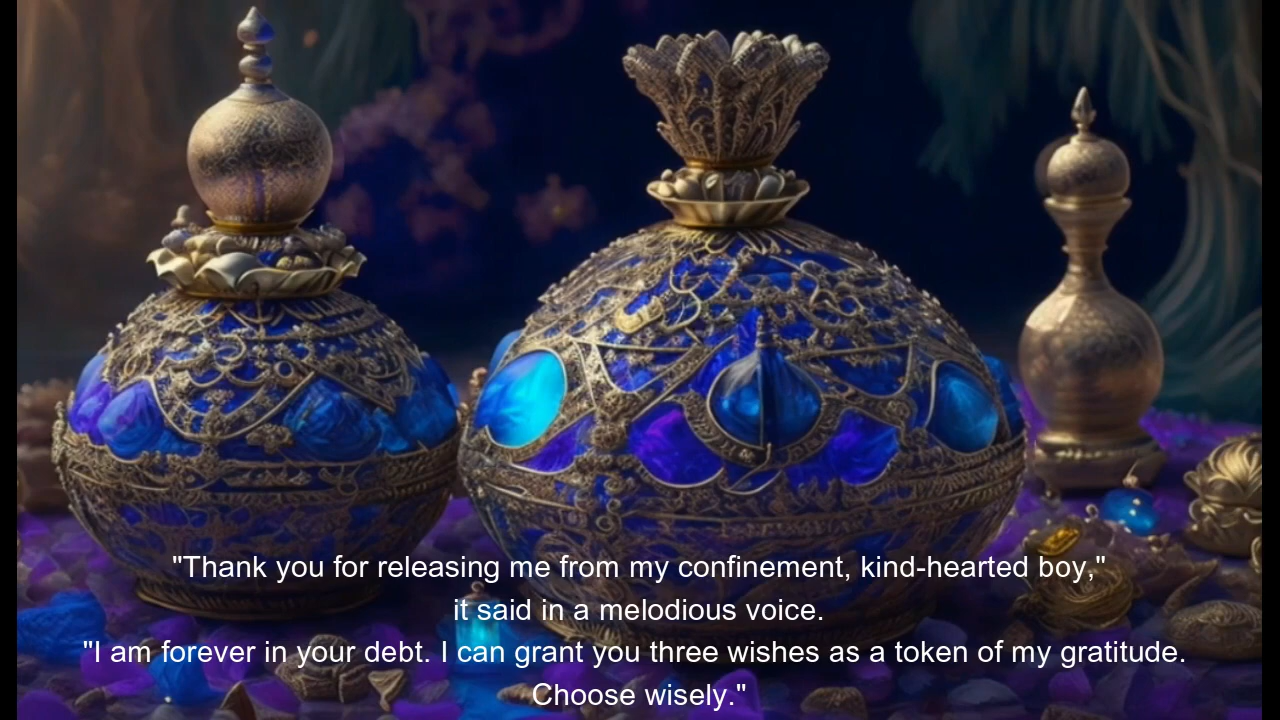 "Thank you for releasing me from my confinement, kind-hearted boy,"
it said in a melodious voice.
"I am forever in your debt. I can grant you three wishes as a token of my gratitude.
Choose wisely."